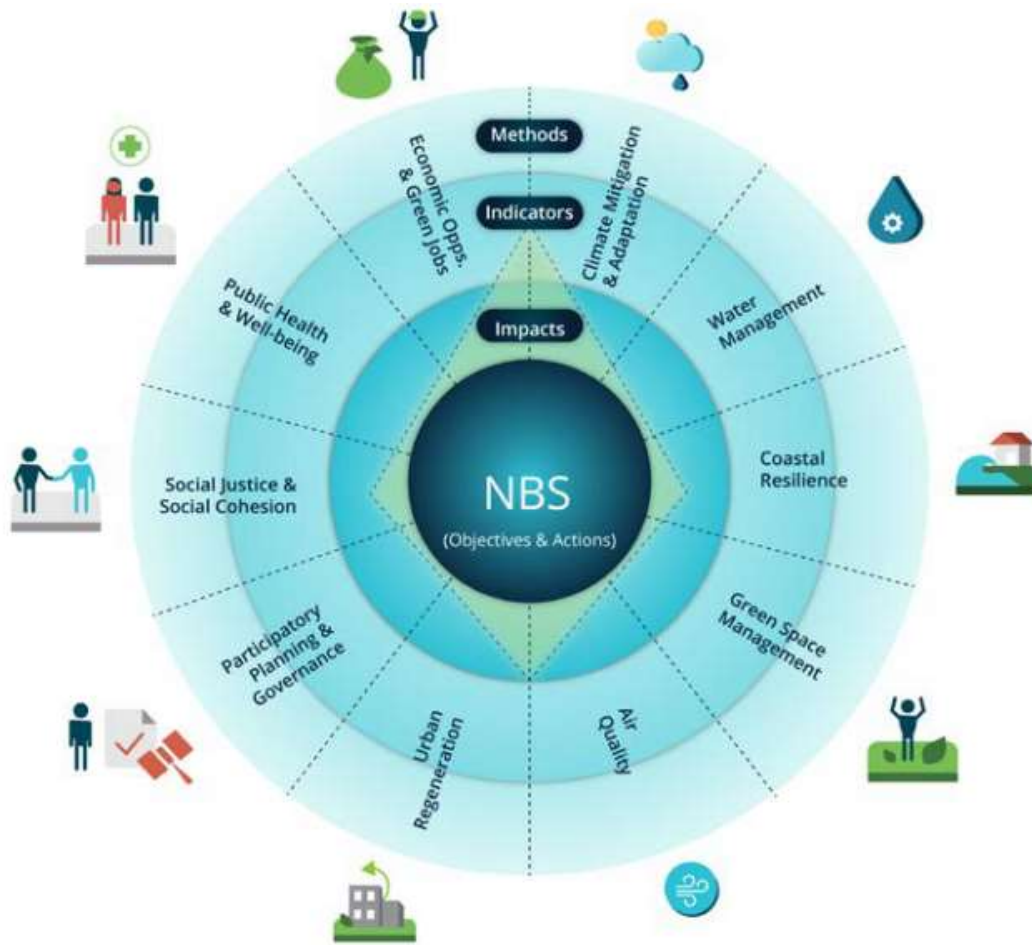 Methods
Indicators
Impacts
NBS
(Objectives & Actions)
Climate Mitigation
& Adaptation
Water
Management
Coastal
Resilience
Green Space
Management
Air
Quality
Urban
Regeneration
Participatory
Planning &
Governance
Social Justice &
Social Cohesion
Public Health
& Well-being
Economic Opps.
& Green Jobs